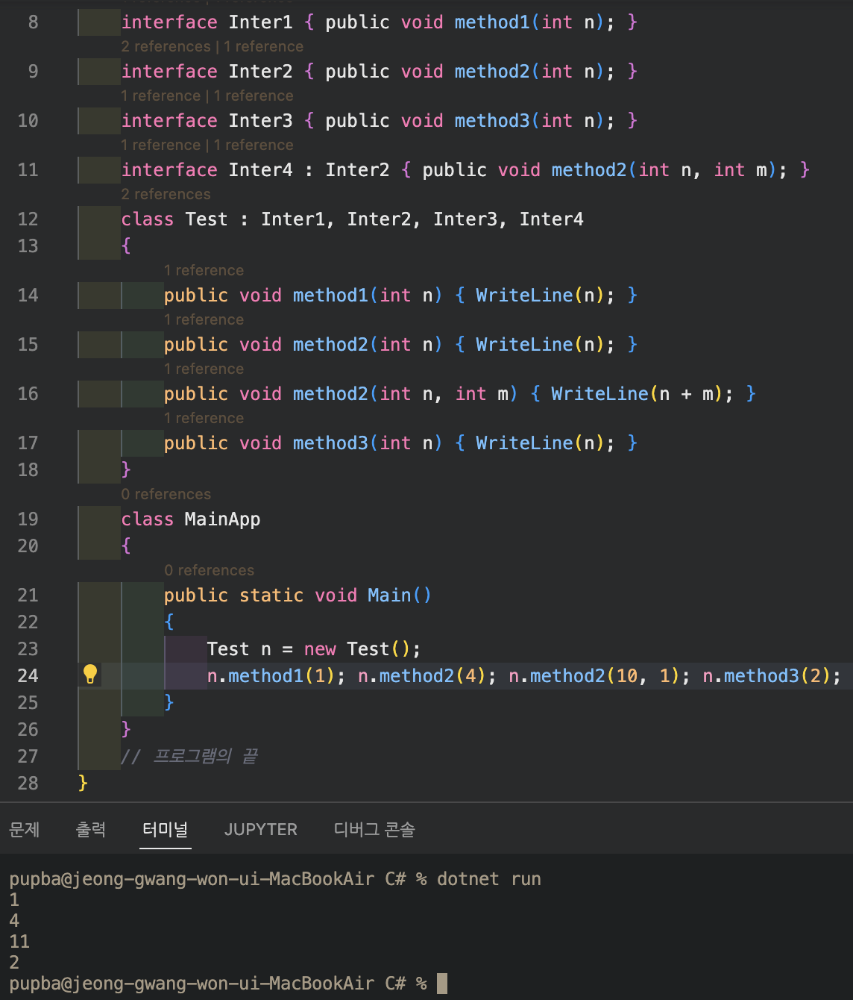 8 interface Inter1 { public void method1(int n); }
2 references | 1 reference
9 interface Inter2 { public void method2(int n); }
1 reference | 1 reference
10 interface Inter3 { public void method3(int n); }
1 reference | 1 reference
11 interface Inter4 : Inter2 { public void method2(int n, int m); }
2 references
12 class Test : Inter1, Inter2, Inter3, Inter4
13 {
1 reference
14 public void method1(int n) { WriteLine(n); }
1 reference
15 public void method2(int n) { WriteLine(n); }
1 reference
16 public void method2(int n, int m) { WriteLine(n + m); }
1 reference
17 public void method3(int n) { WriteLine(n); }
18 }
0 references
19 class MainApp
20 {
0 references
21 public static void Main()
22 {
23 Test n = new Test();
24 n.method1(1); n.method2(4); n.method2(10, 1); n.method3(2);
25 }
26 }
27 // 프로그램의 끝
28 }
문제 출력 터미널 JUPYTER 디버그 콘솔
pupba@jeong-gwang-won-ui-MacBookAir C# % dotnet run
1
4
11
2
pupba@jeong-gwang-won-ui-MacBookAir C# %